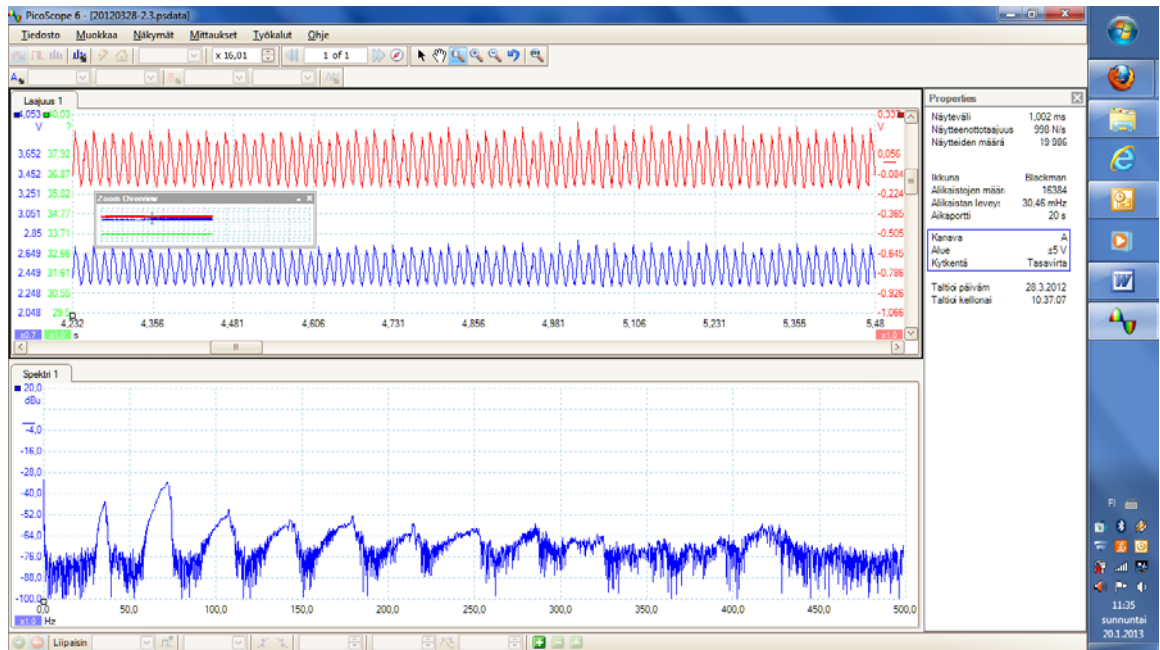 PicoScope 6 - [20120328-2.3.psdata]
Tiedosto Muokkaa Näkymät Mittaukset Työkalut Ohje
x 16,01 1 of 1
A
Laajuus 1
4,053 40,03 0,337
V ? V
3,652 37.92 0,056
3.452 36.87 -0.084
3,251 35.82 -0.224
3.051 34.77 -0.365
2.85 33.71 -0.505
2.649 32.66 -0.645
2.449 31.61 -0.786
2.248 30.55 -0.926
2.048 29.5 -1.066
Zoom Overview
4,232 4,356 4,481 4,606 4,731 4,856 4,981 5,106 5,231 5,355 5,48
x0.7 x1.0 s x1.0
Properties
Näyteväli 1,002 ms
Näytteenottotaajuus 998 N/s
Näytteiden määrä 19 986
Ikkuna Blackman
Alikaistojen määr. 16384
Alikaistan leveys 30,46 mHz
Aikaportti 20 s
Kanava A
Alue ±5 V
Kytkentä Tasavirta
Taltioi päiväm 28.3.2012
Taltioi kellonai 10:37:07
Spektri 1
20,0
dBu
-4,0
-16,0
-28,0
-40,0
-52,0
-64,0
-76,0
-88,0
-100,0
0,0 50,0 100,0 150,0 200,0 250,0 300,0 350,0 400,0 450,0 500,0
x1.0 Hz
Liipaisin
FI
11:35
sunnuntai
20.1.2013